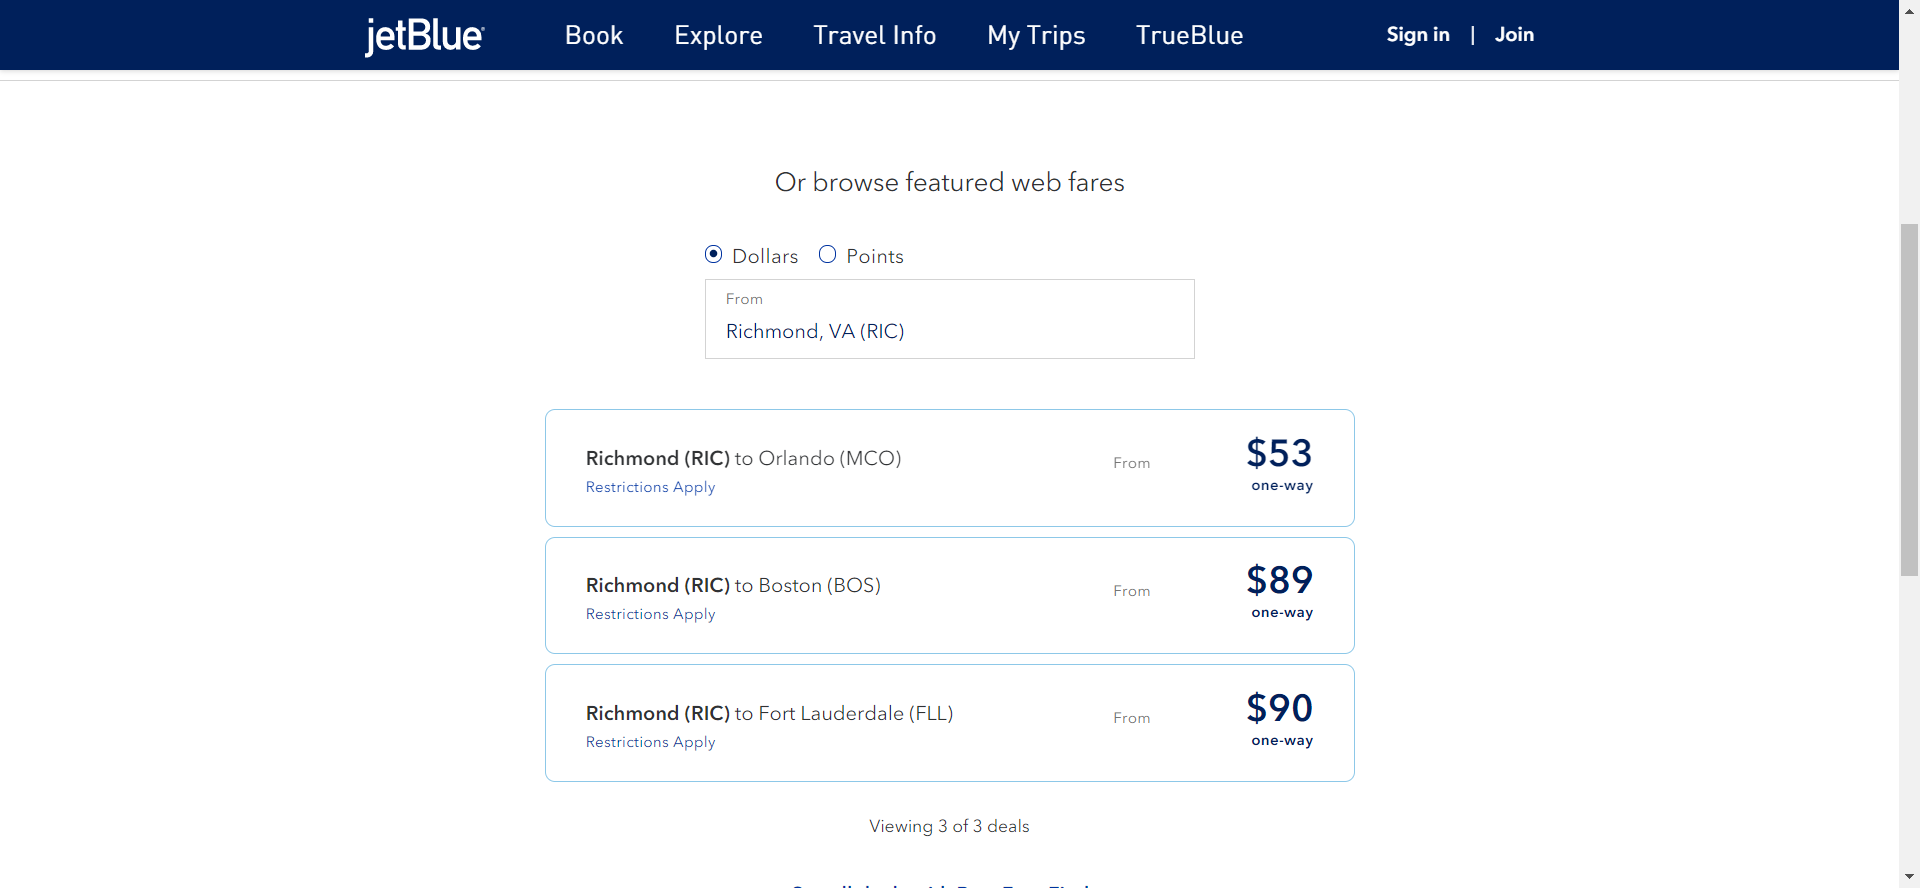 jetBlue
Book Explore Travel Info My Trips TrueBlue Sign in | Join
Or browse featured web fares
Dollars Points
From
Richmond, VA (RIC)
Richmond (RIC) to Orlando (MCO) From $53
Restrictions Apply one-way
Richmond (RIC) to Boston (BOS) From $89
Restrictions Apply one-way
Richmond (RIC) to Fort Lauderdale (FLL) From $90
Restrictions Apply one-way
Viewing 3 of 3 deals